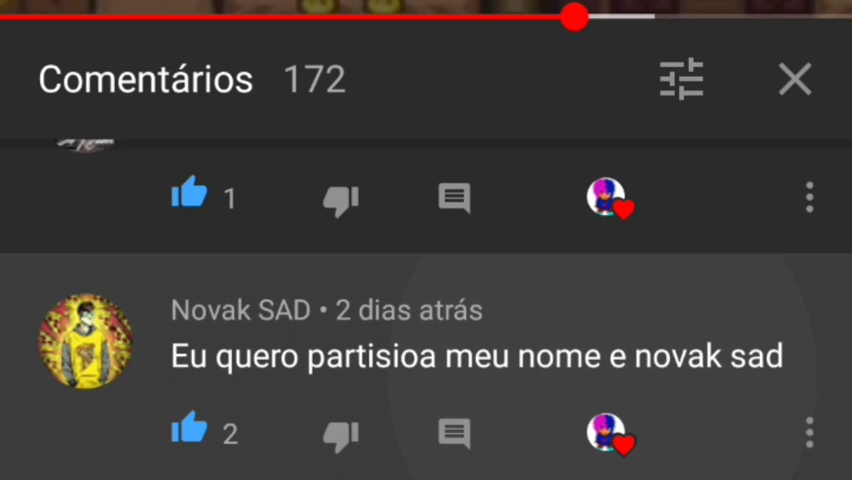 Comentários 172
1
Novak SAD • 2 dias atrás
Eu quero partisioa meu nome e novak sad
2